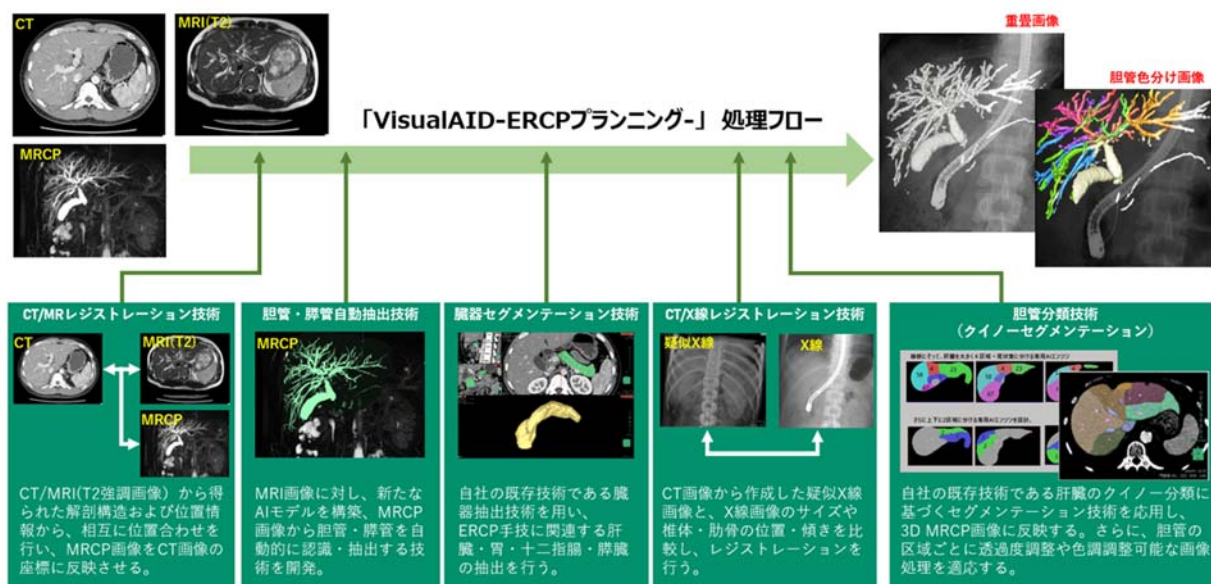 CT
MRI(T2)
MRCP
「VisualAID-ERCPプランニング-」処理フロー
重畳画像
胆管色分け画像
CT/MRレジストレーション技術
CT
MRI(T2)
MRCP
CT/MRI(T2強調画像) から得
られた解剖構造および位置情
報から、相互に位置合わせを
行い、MRCP画像をCT画像の
座標に反映させる。
胆管・膵管自動抽出技術
MRCP
MRI画像に対し、新たな
AIモデルを構築、MRCP
画像から胆管・膵管を自
動的に認識・抽出する技
術を開発。
臓器セグメンテーション技術
自社の既存技術である臓
器抽出技術を用い、
ERCP手技に関連する肝
臓・胃・十二指腸・膵臓
の抽出を行う。
CT/X線レジストレーション技術
疑似X線
X線
CT画像から作成した疑似X線
画像と、X線画像のサイズや
椎体・肋骨の位置・傾きを比
較し、レジストレーションを
行う。
胆管分類技術
(クイノーセグメンテーション)
自社の既存技術である肝臓のクイノー分類に
基づくセグメンテーション技術を応用し、
3D MRCP画像に反映する。さらに、胆管の
区域ごとに透過度調整や色調調整可能な画像
処理を適応する。